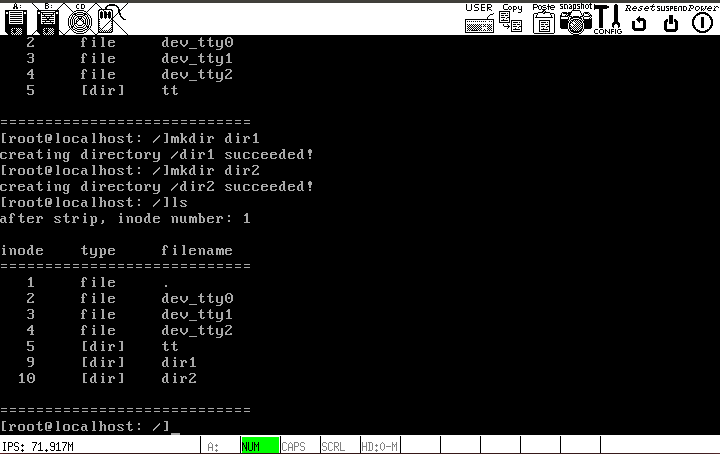 A: B: CD USER Copy Paste snapshot CONFIG Reset SUSPEND Power
2 file dev_tty0
3 file dev_tty1
4 file dev_tty2
5 [dir] tt
============================
[root@localhost: /]mkdir dir1
creating directory /dir1 succeeded!
[root@localhost: /]mkdir dir2
creating directory /dir2 succeeded!
[root@localhost: /]ls
after strip, inode number: 1
inode type filename
============================
1 file .
2 file dev_tty0
3 file dev_tty1
4 file dev_tty2
5 [dir] tt
9 [dir] dir1
10 [dir] dir2
============================
[root@localhost: /]_
IPS: 71.917M A: NUM CAPS SCRL HD:0-M